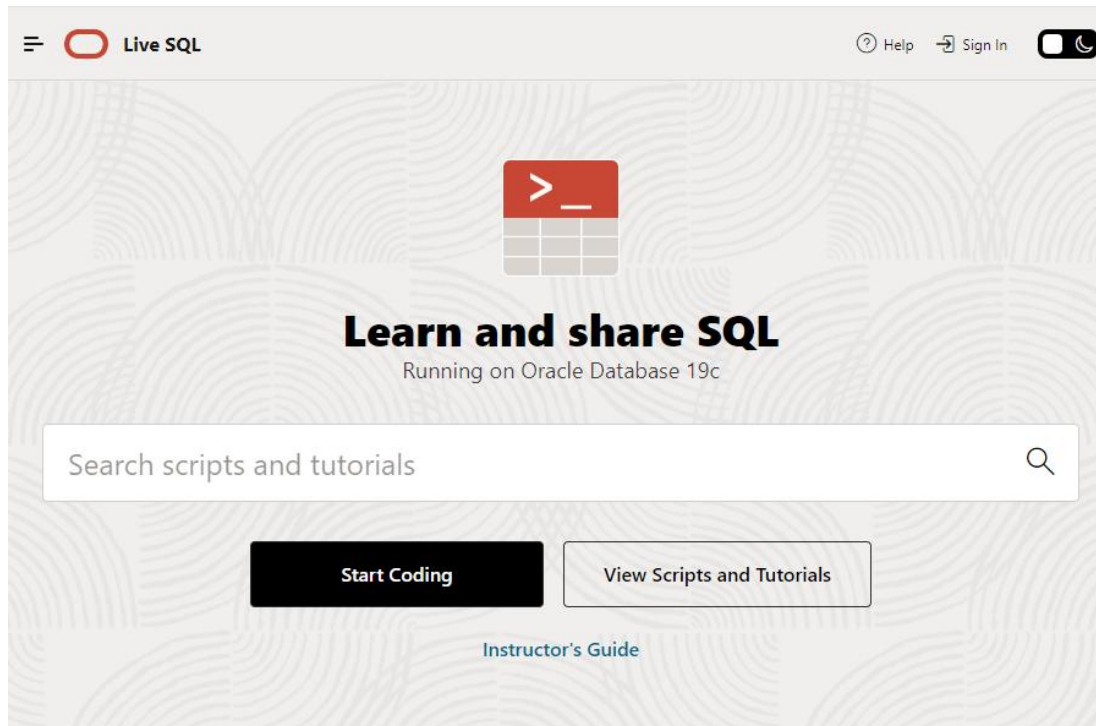 Live SQL
Help
Sign In
>_
Learn and share SQL
Running on Oracle Database 19c
Search scripts and tutorials
Start Coding
View Scripts and Tutorials
Instructor's Guide